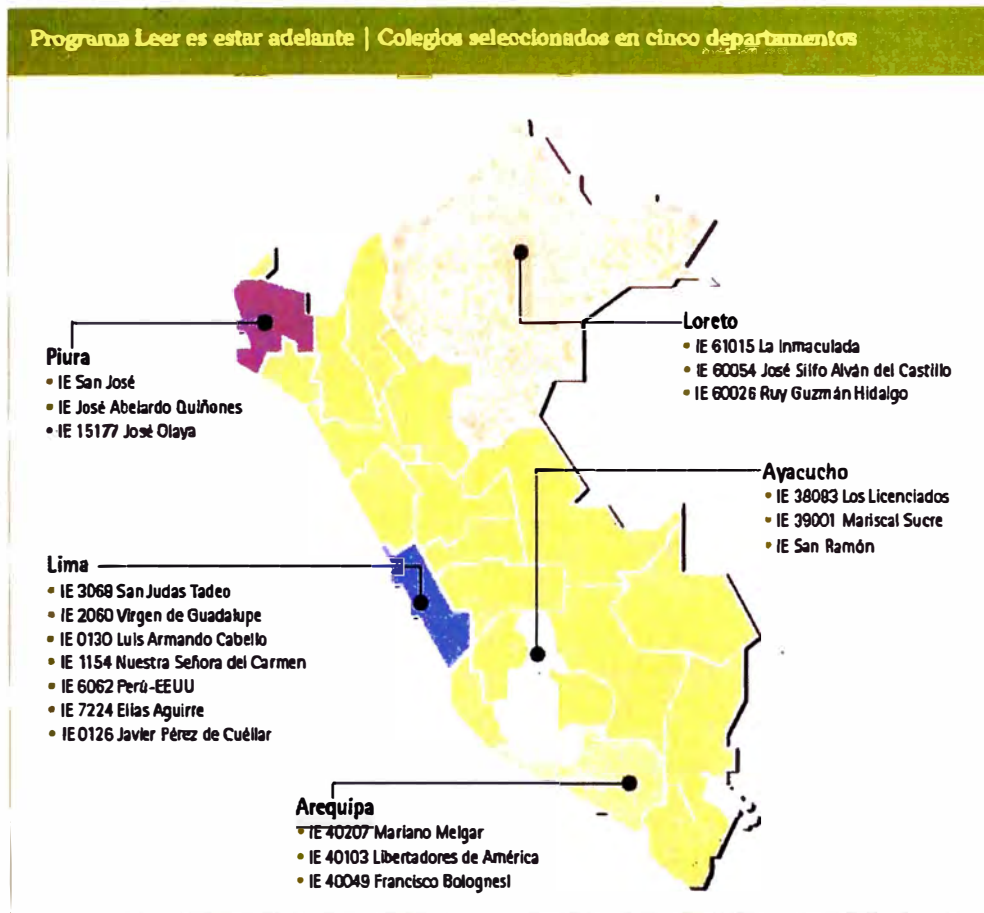 Programa Leer es estar adelante | Colegios seleccionados en cinco departamentos
Piura
• IE San José
• IE José Abelardo Quiñones
• IE 15177 José Olaya
Loreto
• IE 61015 La Inmaculada
• IE 60054 José Silfo Alván del Castillo
• IE 60026 Ruy Guzmán Hidalgo
Ayacucho
• IE 38083 Los Licenciados
• IE 39001 Mariscal Sucre
• IE San Ramón
Lima
• IE 3068 San Judas Tadeo
• IE 2060 Virgen de Guadalupe
• IE 0130 Luis Armando Cabello
• IE 1154 Nuestra Señora del Carmen
• IE 6062 Perú-EEUU
• IE 7224 Elías Aguirre
• IE 0126 Javier Pérez de Cuéllar
Arequipa
• IE 40207 Mariano Melgar
• IE 40103 Libertadores de América
• IE 40049 Francisco Bolognesi